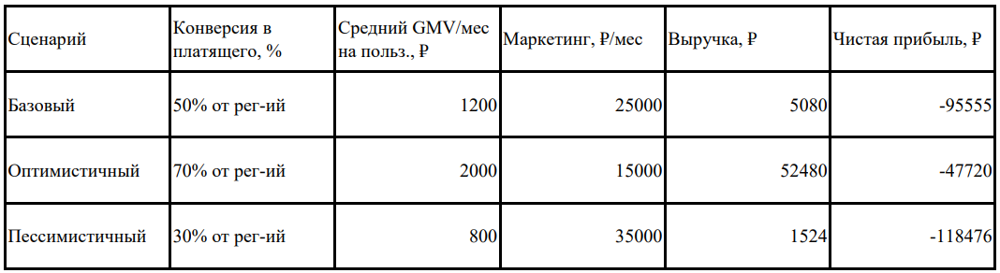 Сценарий
Конверсия в
платящего, %
Средний GMV/мес
на польз., ₽
Маркетинг, ₽/мес
Выручка, ₽
Чистая прибыль, ₽
Базовый
50% от рег-ий
1200
25000
5080
-95555
Оптимистичный
70% от рег-ий
2000
15000
52480
-47720
Пессимистичный
30% от рег-ий
800
35000
1524
-118476